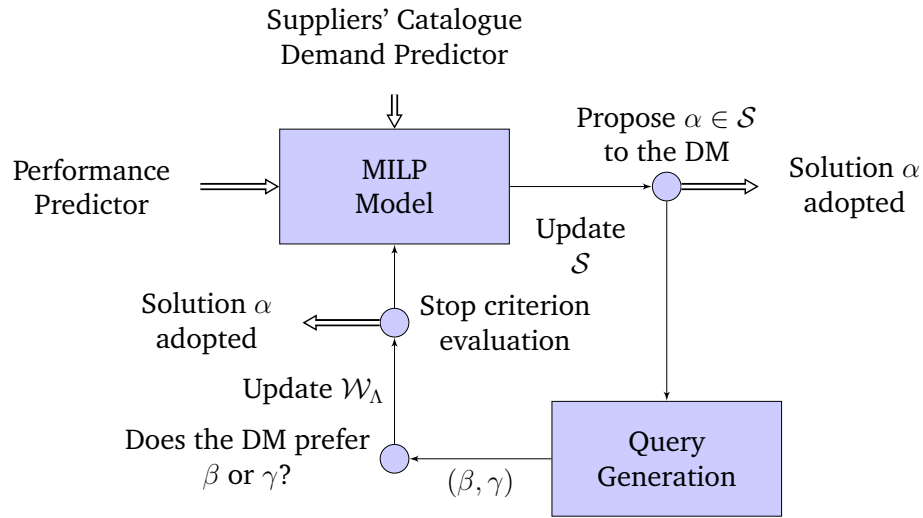 Suppliers’ Catalogue
Demand Predictor
Propose α ∈ 𝒮
to the DM
Performance
Predictor
MILP
Model
Solution α
adopted
Update
𝒮
Solution α
adopted
Stop criterion
evaluation
Update 𝒲_Λ
Does the DM prefer
β or γ?
(β, γ)
Query
Generation